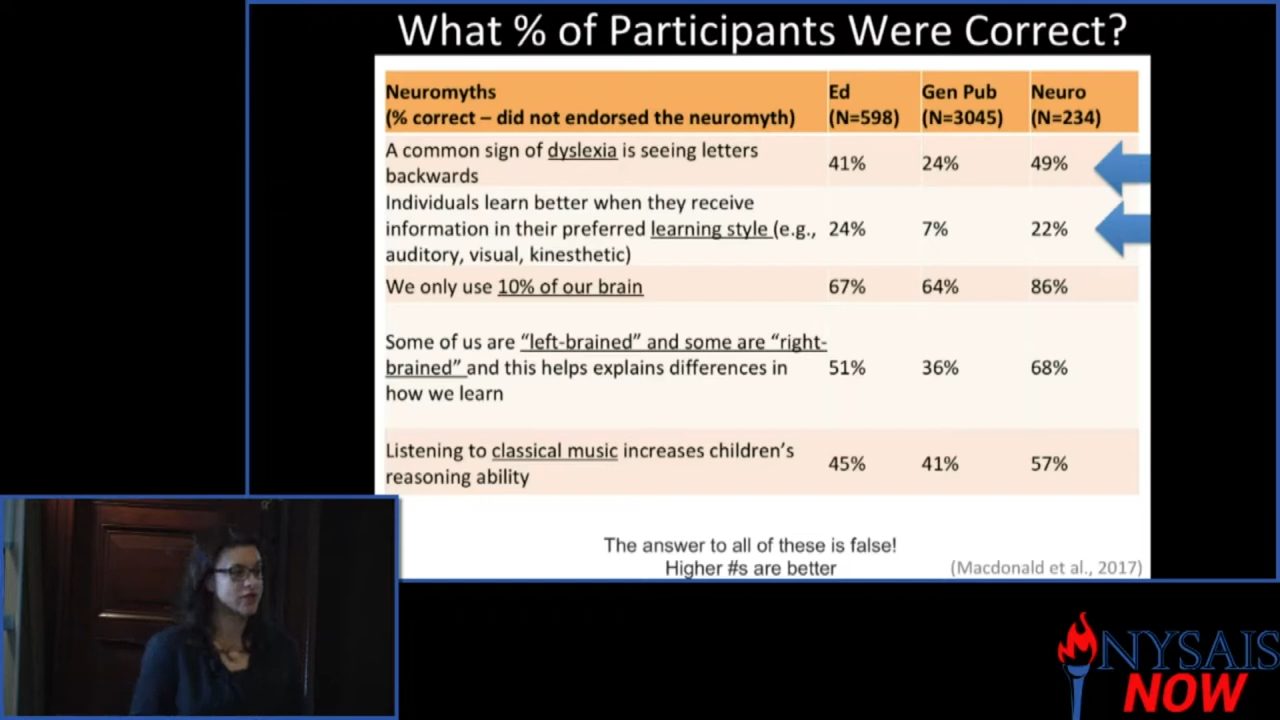 What % of Participants Were Correct?
Neuromyths
(% correct – did not endorsed the neuromyth)
Ed
(N=598)
Gen Pub
(N=3045)
Neuro
(N=234)
A common sign of dyslexia is seeing letters
backwards
41%
24%
49%
Individuals learn better when they receive
information in their preferred learning style (e.g.,
auditory, visual, kinesthetic)
24%
7%
22%
We only use 10% of our brain
67%
64%
86%
Some of us are “left-brained” and some are “right-
brained” and this helps explains differences in
how we learn
51%
36%
68%
Listening to classical music increases children’s
reasoning ability
45%
41%
57%
The answer to all of these is false!
Higher #s are better
(Macdonald et al., 2017)
NYSAIS
NOW